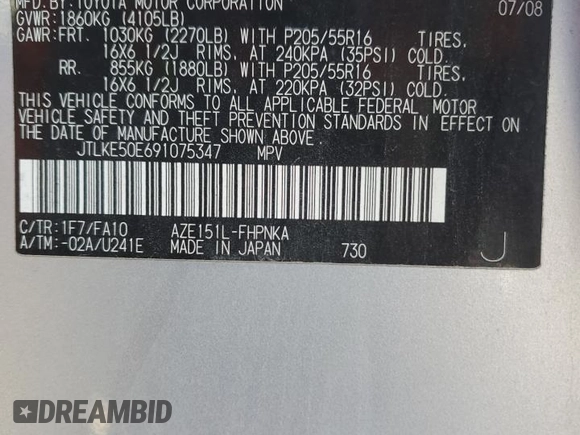 MFD.BY:TOYOTA MOTOR CORPORATION 07/08
GVWR:1860KG (4105LB)
GAWR:FRT. 1030KG (2270LB) WITH P205/55R16 TIRES,
16X6 1/2J RIMS, AT 240KPA (35PSI) COLD.
RR. 855KG (1880LB) WITH P205/55R16 TIRES,
16X6 1/2J RIMS, AT 220KPA (32PSI) COLD.
THIS VEHICLE CONFORMS TO ALL APPLICABLE FEDERAL MOTOR
VEHICLE SAFETY AND THEFT PREVENTION STANDARDS IN EFFECT ON
THE DATE OF MANUFACTURE SHOWN ABOVE.
JTLKE50E691075347 MPV
C/TR:1F7/FA10 AZE151L-FHPNKA
A/TM:-02A/U241E MADE IN JAPAN 730 J
DREAMBID